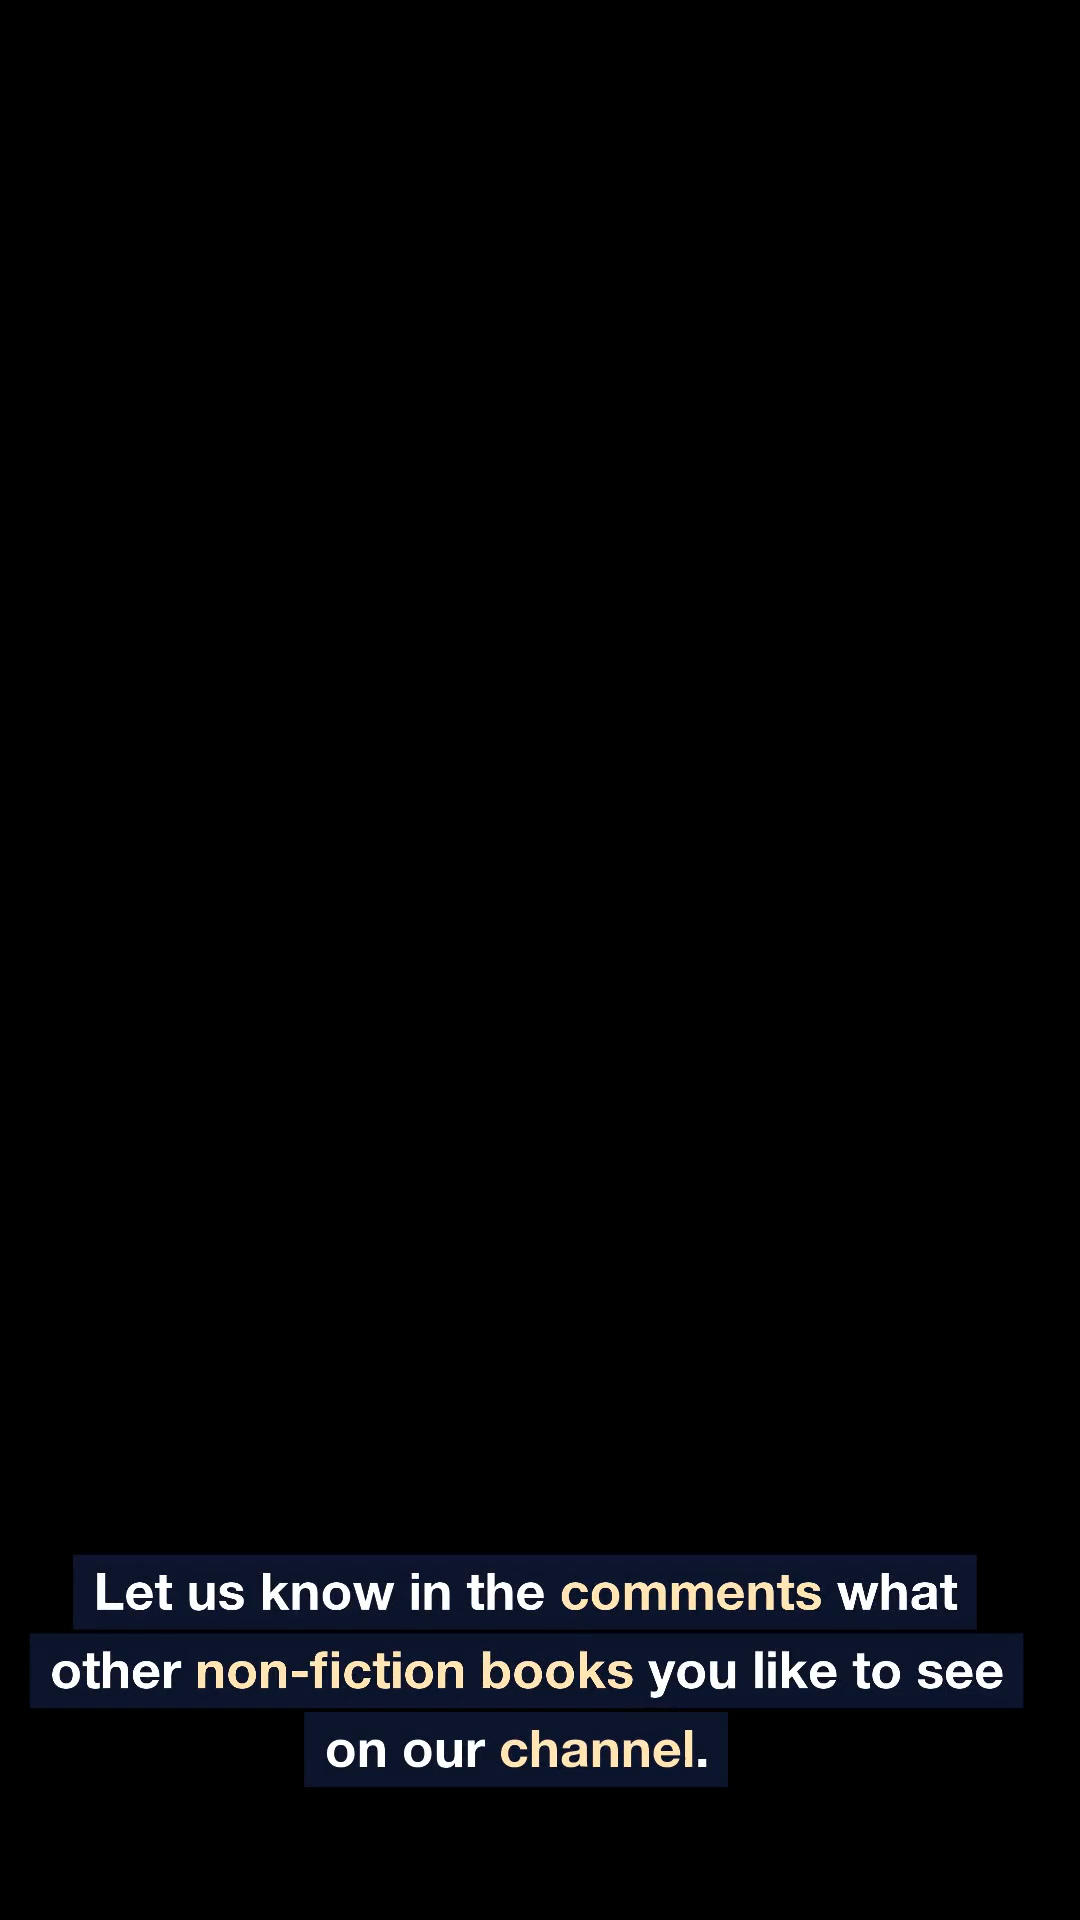 Let us know in the comments what
other non-fiction books you like to see
on our channel.